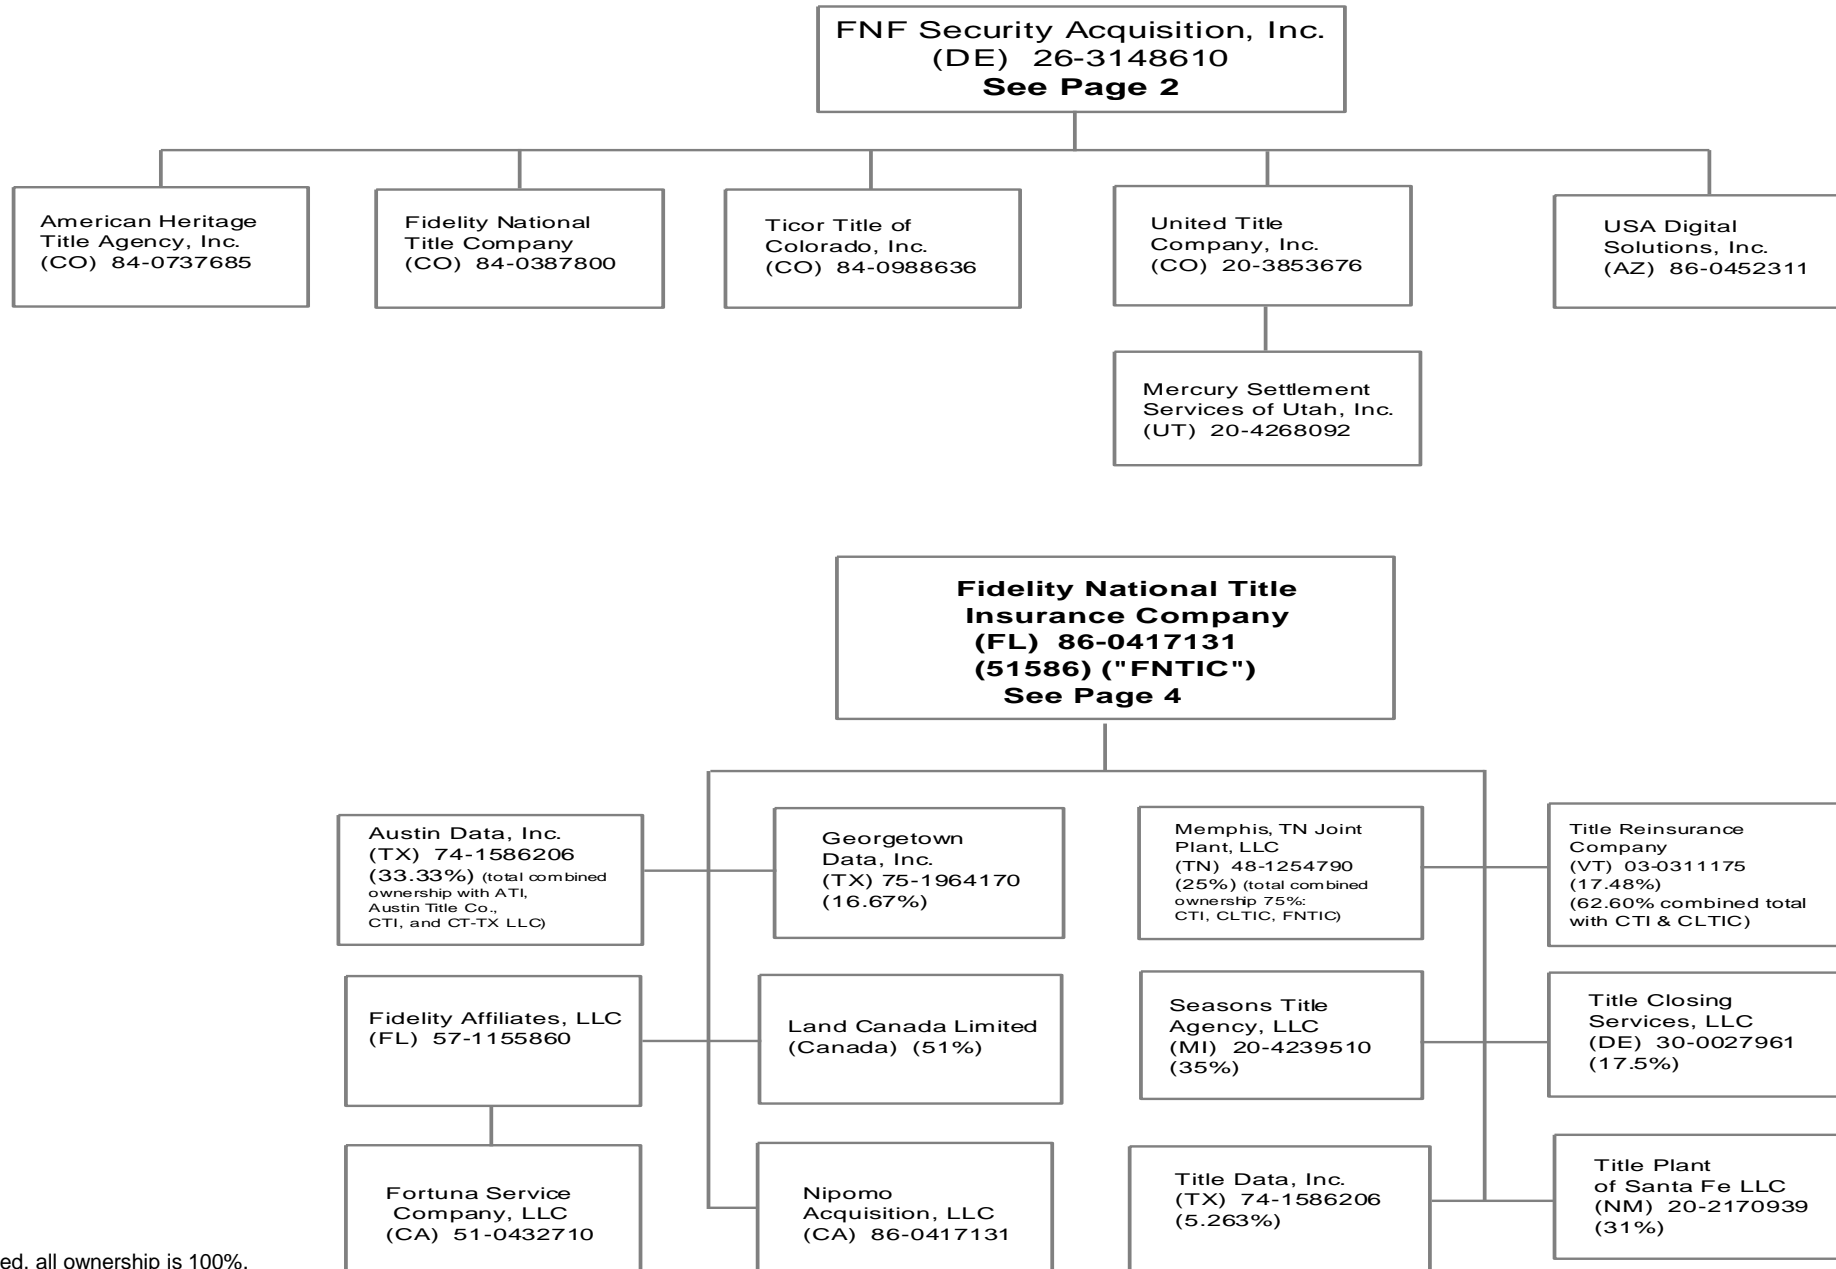 FNF Security Acquisition, Inc.
(DE) 26-3148610
See Page 2
American Heritage
Title Agency, Inc.
(CO) 84-0737685
Fidelity National
Title Company
(CO) 84-0387800
Ticor Title of
Colorado, Inc.
(CO) 84-0988636
United Title
Company, Inc.
(CO) 20-3853676
USA Digital
Solutions, Inc.
(AZ) 86-0452311
Mercury Settlement
Services of Utah, Inc.
(UT) 20-4268092
Fidelity National Title
Insurance Company
(FL) 86-0417131
(51586) ("FNTIC")
See Page 4
Austin Data, Inc.
(TX) 74-1586206
(33.33%) (total combined
ownership with ATI,
Austin Title Co.,
CTI, and CT-TX LLC)
Georgetown
Data, Inc.
(TX) 75-1964170
(16.67%)
Memphis, TN Joint
Plant, LLC
(TN) 48-1254790
(25%) (total combined
ownership 75%:
CTI, CLTIC, FNTIC)
Title Reinsurance
Company
(VT) 03-0311175
(17.48%)
(62.60% combined total
with CTI & CLTIC)
Fidelity Affiliates, LLC
(FL) 57-1155860
Land Canada Limited
(Canada) (51%)
Seasons Title
Agency, LLC
(MI) 20-4239510
(35%)
Title Closing
Services, LLC
(DE) 30-0027961
(17.5%)
Fortuna Service
Company, LLC
(CA) 51-0432710
Nipomo
Acquisition, LLC
(CA) 86-0417131
Title Data, Inc.
(TX) 74-1586206
(5.263%)
Title Plant
of Santa Fe LLC
(NM) 20-2170939
(31%)
ed, all ownership is 100%.